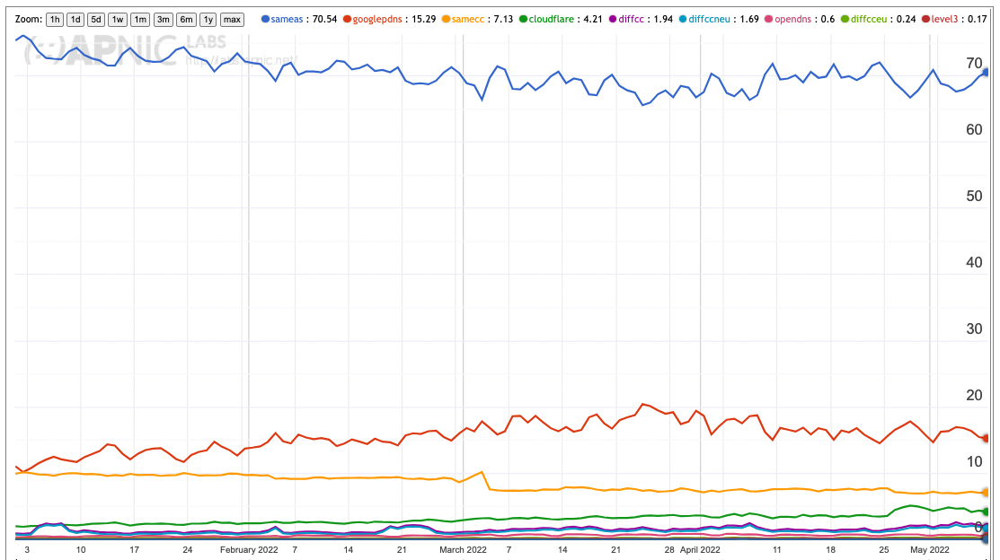 Zoom: 1h 1d 5d 1w 1m 3m 6m 1y max sameas : 70.54 googlepdns : 15.29 samecc : 7.13 cloudflare : 4.21 diffcc : 1.94 diffccneu : 1.69 opendns : 0.6 diffcceu : 0.24 level3 : 0.17
APNIC LABS
70
60
50
40
30
20
10
0
3 10 17 24 February 2022 7 14 21 March 2022 7 14 21 28 April 2022 11 18 25 May 2022